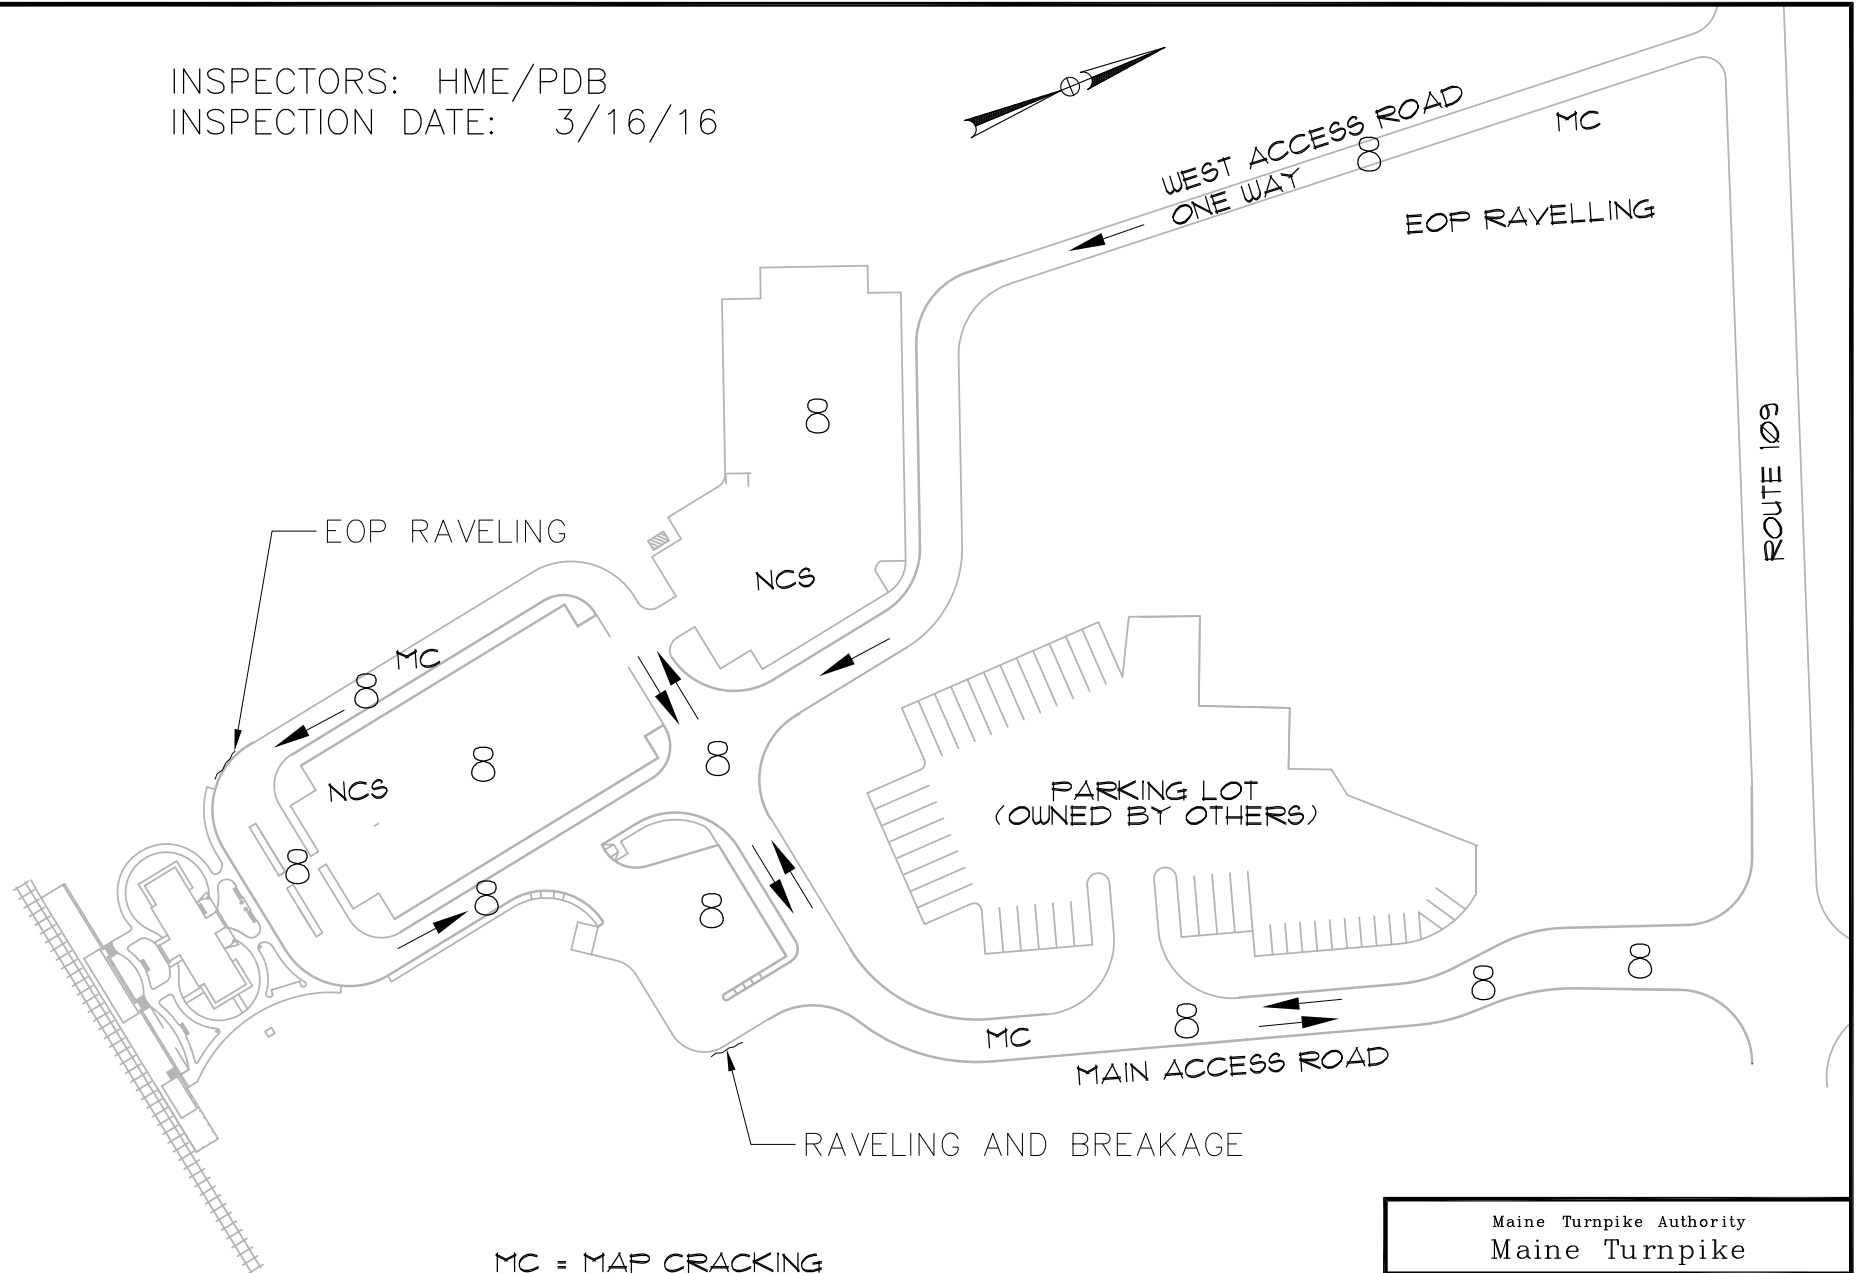 INSPECTORS: HME/PDB
INSPECTION DATE: 3/16/16
WEST ACCESS ROAD
ONE WAY
8
MC
EOP RAVELLING
8
ROUTE 109
EOP RAVELING
NCS
MC
8
8
8
NCS
PARKING LOT
(OWNED BY OTHERS)
8
8
8
8
8
8
MC
MAIN ACCESS ROAD
RAVELING AND BREAKAGE
MC = MAP CRACKING
Maine Turnpike Authority
Maine Turnpike